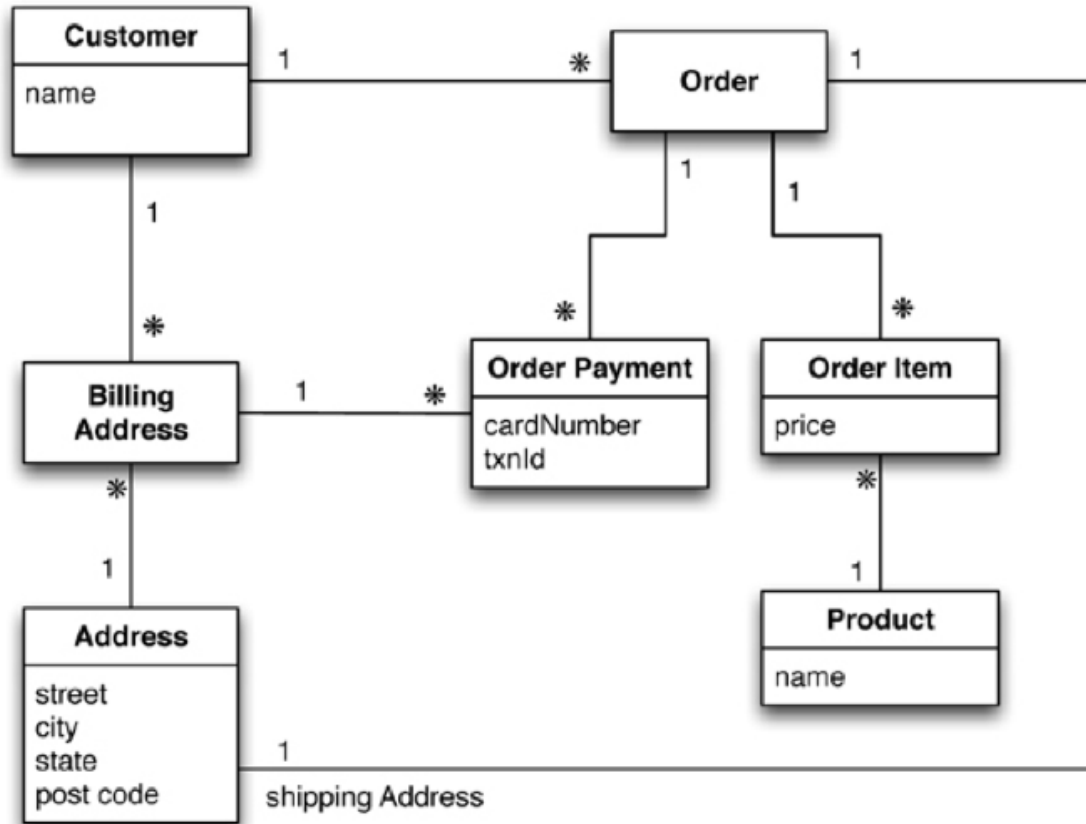 Customer
name
1
*
Order
1
1
1
1
*
*
*
Billing
Address
1
*
Order Payment
cardNumber
txnId
Order Item
price
*
1
*
1
Address
street
city
state
post code
Product
name
1
shipping Address